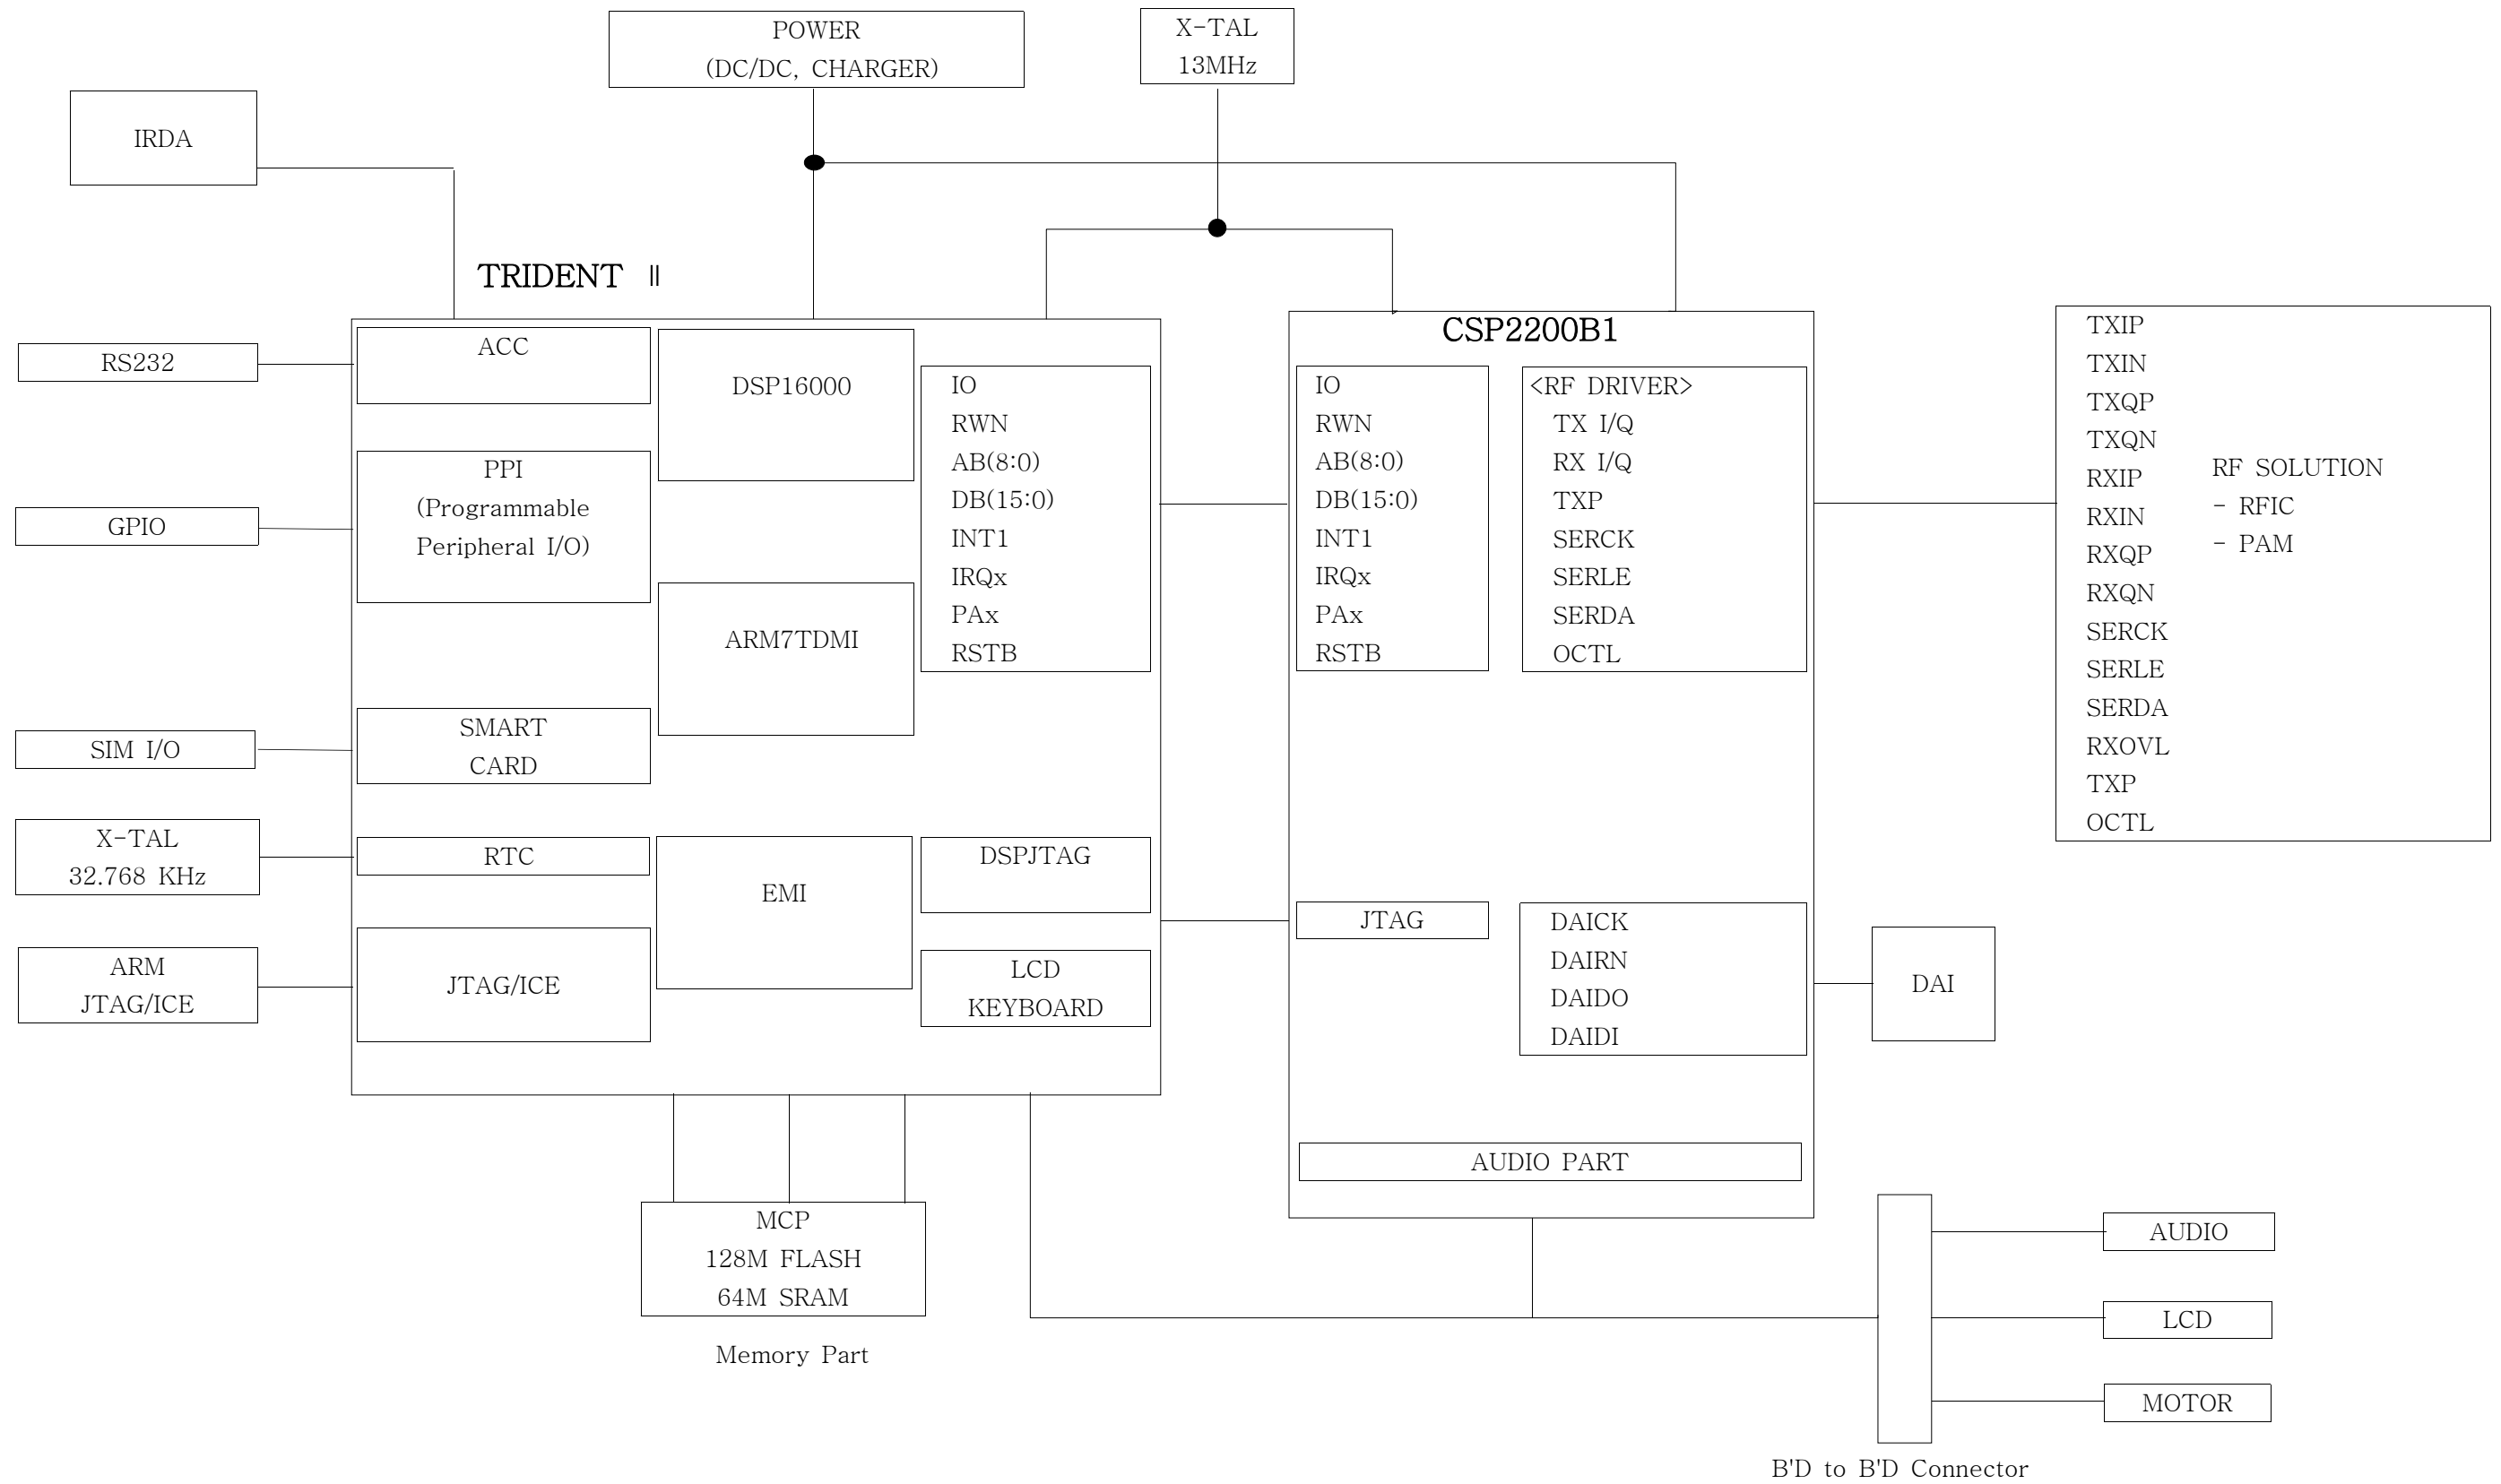 POWER
(DC/DC, CHARGER)
X-TAL
13MHz
IRDA
TRIDENT Ⅱ
RS232
GPIO
SIM I/O
X-TAL
32.768 KHz
ARM
JTAG/ICE
ACC
PPI
(Programmable
Peripheral I/O)
SMART
CARD
RTC
JTAG/ICE
DSP16000
ARM7TDMI
EMI
IO
RWN
AB(8:0)
DB(15:0)
INT1
IRQx
PAx
RSTB
DSPJTAG
LCD
KEYBOARD
CSP2200B1
IO
RWN
AB(8:0)
DB(15:0)
INT1
IRQx
PAx
RSTB
<RF DRIVER>
TX I/Q
RX I/Q
TXP
SERCK
SERLE
SERDA
OCTL
JTAG
DAICK
DAIRN
DAIDO
DAIDI
AUDIO PART
TXIP
TXIN
TXQP
TXQN
RXIP
RXIN
RXQP
RXQN
SERCK
SERLE
SERDA
RXOVL
TXP
OCTL
RF SOLUTION
- RFIC
- PAM
DAI
MCP
128M FLASH
64M SRAM
Memory Part
AUDIO
LCD
MOTOR
B'D to B'D Connector